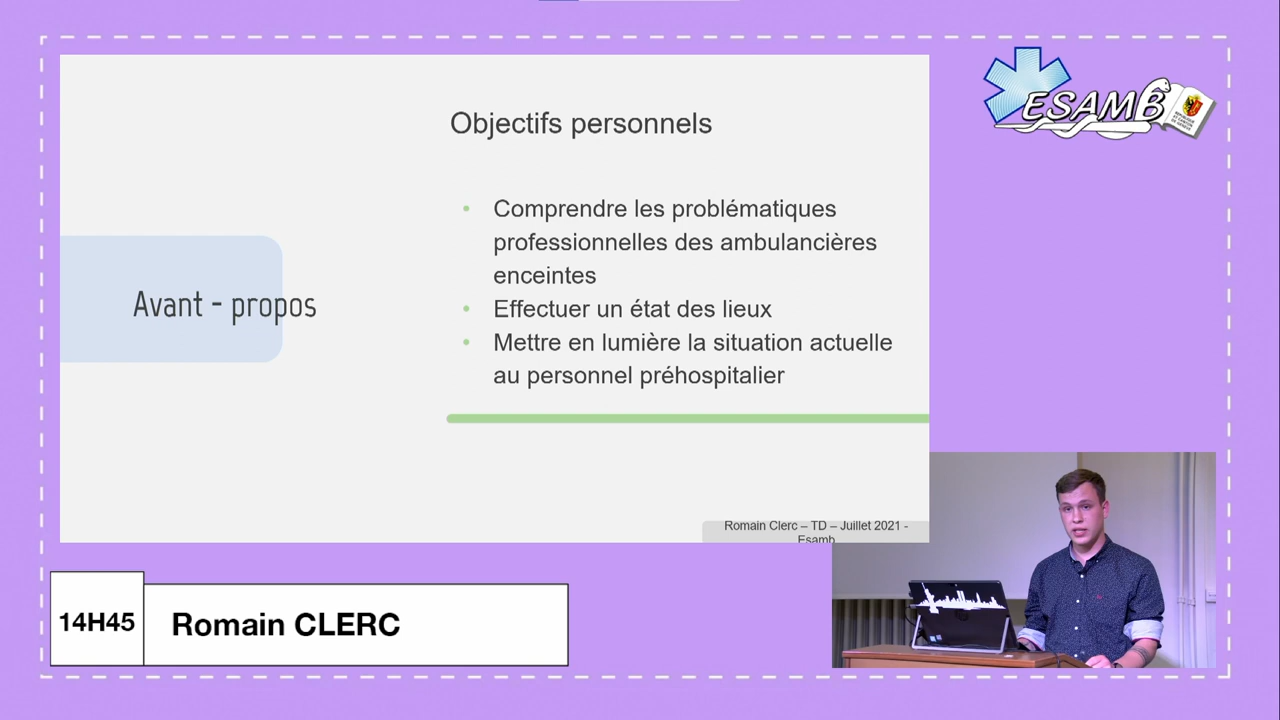 Objectifs personnels
• Comprendre les problématiques
professionnelles des ambulancières
enceintes
• Effectuer un état des lieux
• Mettre en lumière la situation actuelle
au personnel préhospitalier
Avant - propos
Romain Clerc – TD – Juillet 2021 -
Esamb
ESAMB
14H45
Romain CLERC